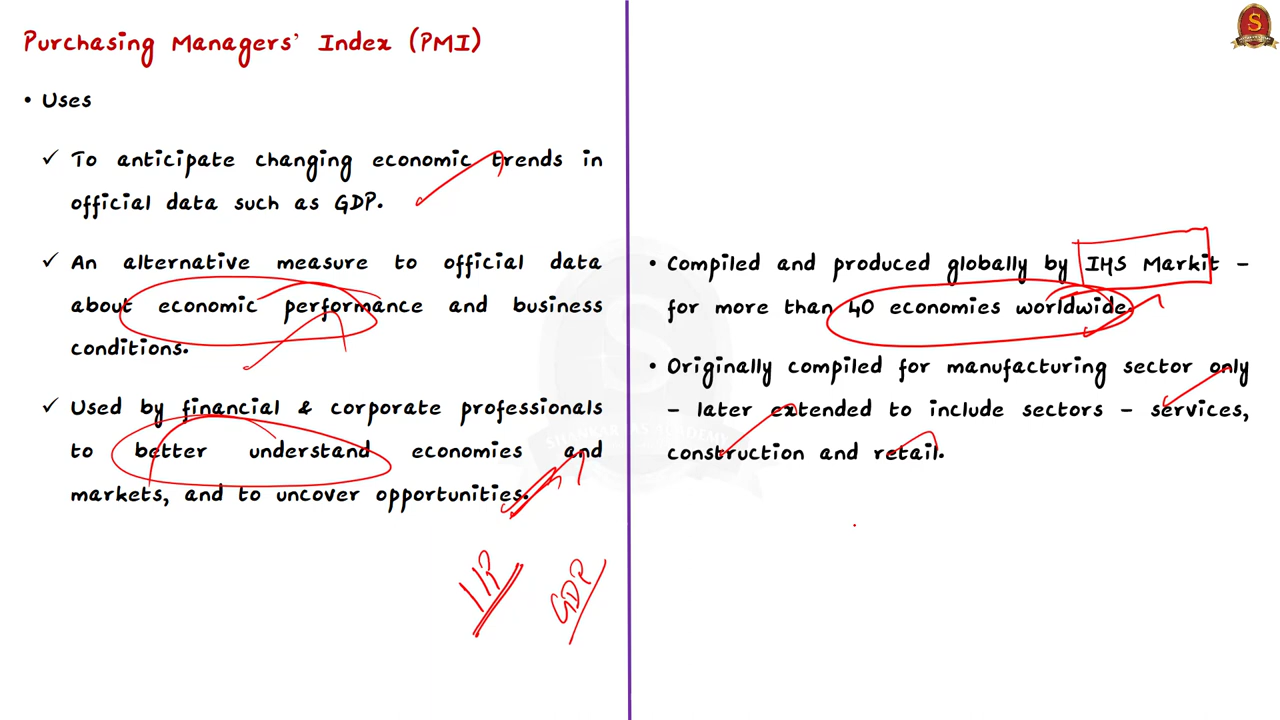 Purchasing Managers' Index (PMI)
• Uses
✓ To anticipate changing economic trends in
official data such as GDP.
✓ An alternative measure to official data
about economic performance and business
conditions.
✓ Used by financial & corporate professionals
to better understand economies and
markets, and to uncover opportunities.
IIP GDP
• Compiled and produced globally by IHS Markit –
for more than 40 economies worldwide.
• Originally compiled for manufacturing sector only
– later extended to include sectors – services,
construction and retail.
S
SHANKAR IAS ACADEMY